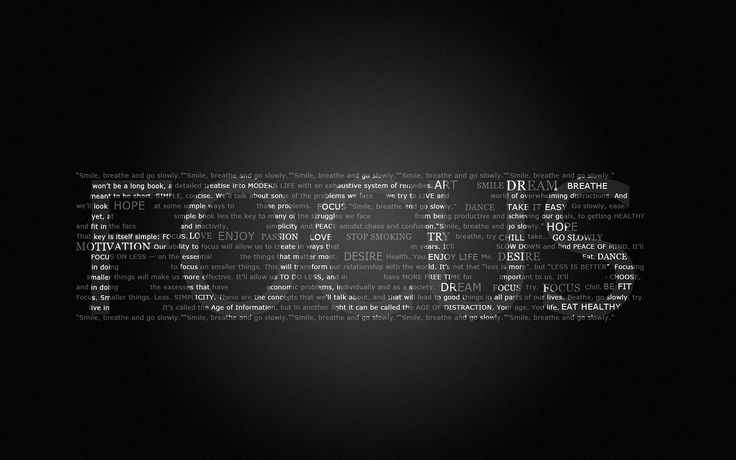 "Smile, breathe and go slowly.""Smile, breathe and go slowly.""Smile, breathe and go slowly.""Smile, breathe and go slowly.""Smile, breathe and go slowly."
won't be a long book, a detailed treatise into MODERN LIFE with an exhaustive system of remedies. ART SMILE DREAM BREATHE
meant to be short, SIMPLE, concise. We'll talk about some of the problems we face we try to LIVE and world of overwhelming distractions. And
we'll look HOPE at some simple ways to those problems. FOCUS "Smile, breathe and go slowly." DANCE TAKE IT EASY Go slowly, ease.
yet, at simple book lies the key to many of the struggles we face from being productive and achieving our goals, to getting HEALTHY
and fit in the face and inactivity, simplicity and PEACE amidst chaos and confusion."Smile, breathe and go slowly." HOPE
That key is itself simple: FOCUS. LOVE ENJOY PASSION LOVE STOP SMOKING TRY breathe, try CHILL take... GO SLOWLY
MOTIVATION Our ability to focus will allow us to create in ways that in years. It'll SLOW DOWN and find PEACE OF MIND. It'll
FOCUS ON LESS — on the essential the things that matter most. DESIRE Health. You ENJOY LIFE Me. DESIRE Eat. DANCE
in doing to focus on smaller things. This will transform our relationship with the world. It's not that "less is more", but "LESS IS BETTER". Focusing
smaller things will make us more effective. It'll allow us TO DO LESS, and in have MORE FREE TIME for important to us. It'll CHOOSE,
and in doing the excesses that have economic problems, individually and as a society. DREAM FOCUS Try. FOCUS Chill. BE FIT
Focus. Smaller things. Less. SIMPLICITY. These are the concepts that we'll talk about, and that will lead to good things in all parts of our lives. Beathe, go slowly. try.
live in It's called the Age of Information, but in another light it can be called the AGE OF DISTRACTION. Your age. You life. EAT HEALTHY
"Smile, breathe and go slowly.""Smile, breathe and go slowly.""Smile, breathe and go slowly.""Smile, breathe and go slowly.""Smile, breathe and go slowly."